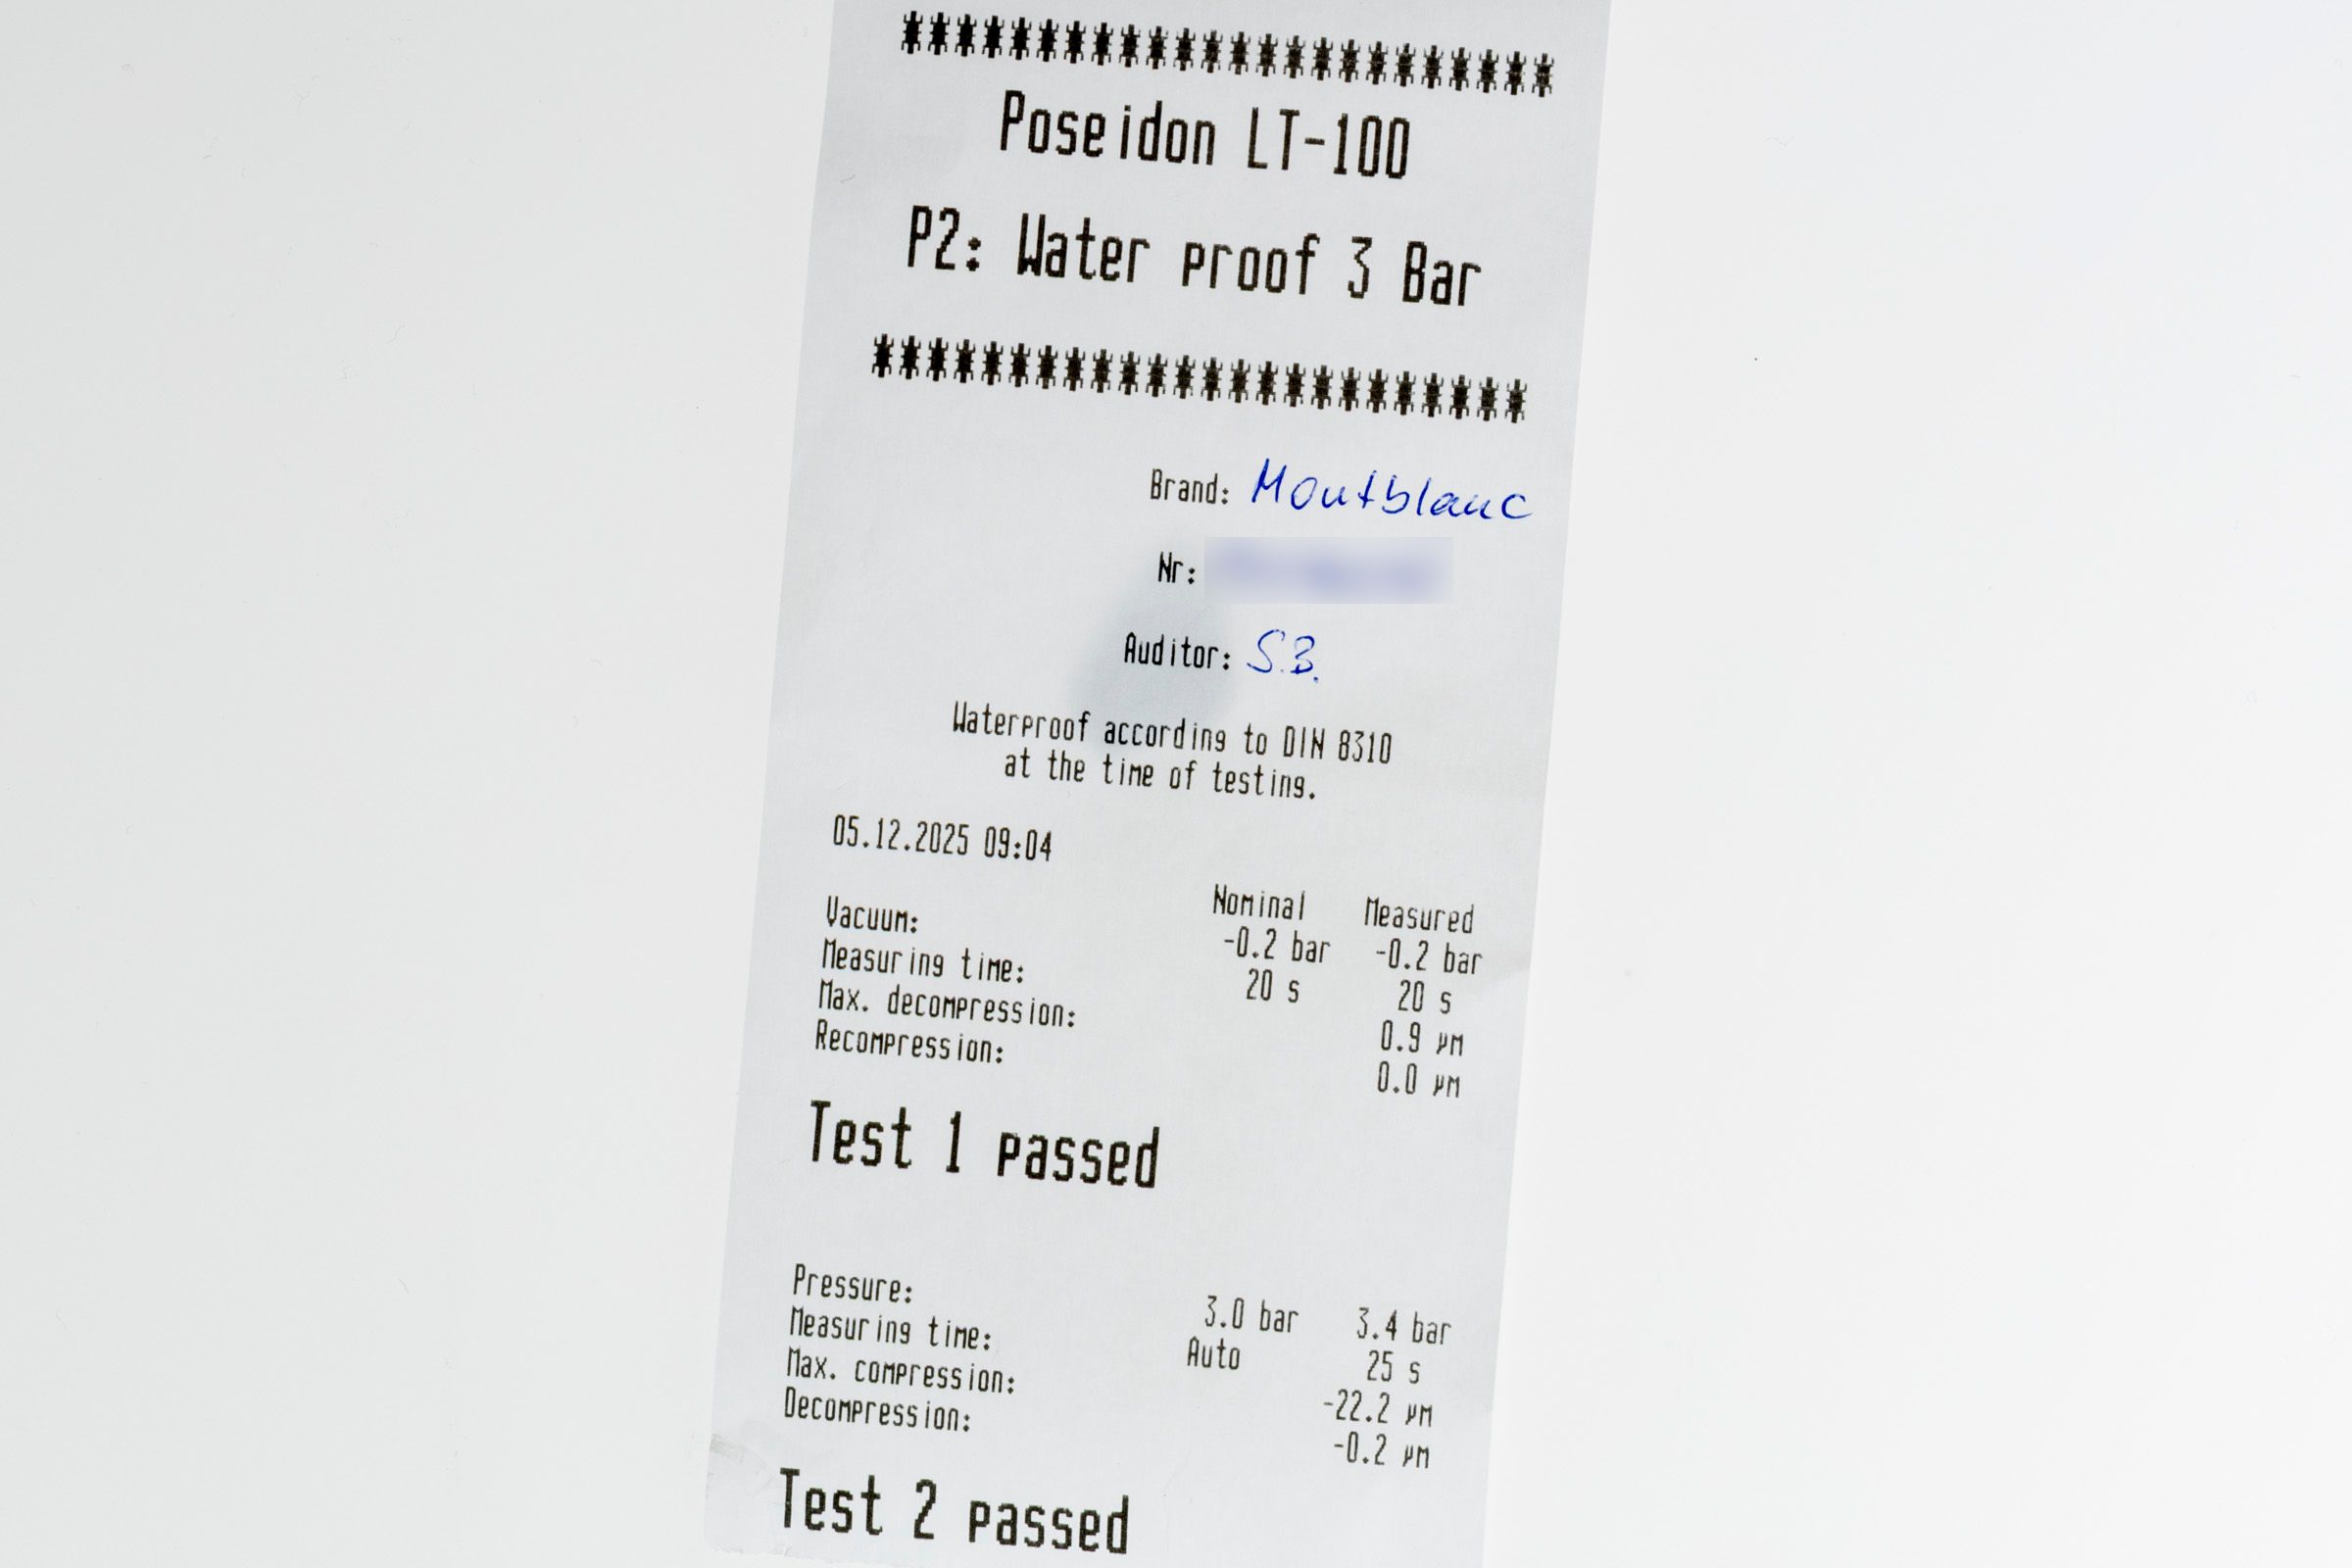 ************************
Poseidon LT-100
P2: Water proof 3 Bar
************************
Brand: Montblanc
Nr:
Auditor: S.B.
Waterproof according to DIN 8310
at the time of testing.
05.12.2025 09:04
Nominal Measured
Vacuum: -0.2 bar -0.2 bar
Measuring time: 20 s 20 s
Max. decompression: 0.9 µm
Recompression: 0.0 µm
Test 1 passed
Pressure: 3.0 bar 3.4 bar
Measuring time: Auto 25 s
Max. compression: -22.2 µm
Decompression: -0.2 µm
Test 2 passed